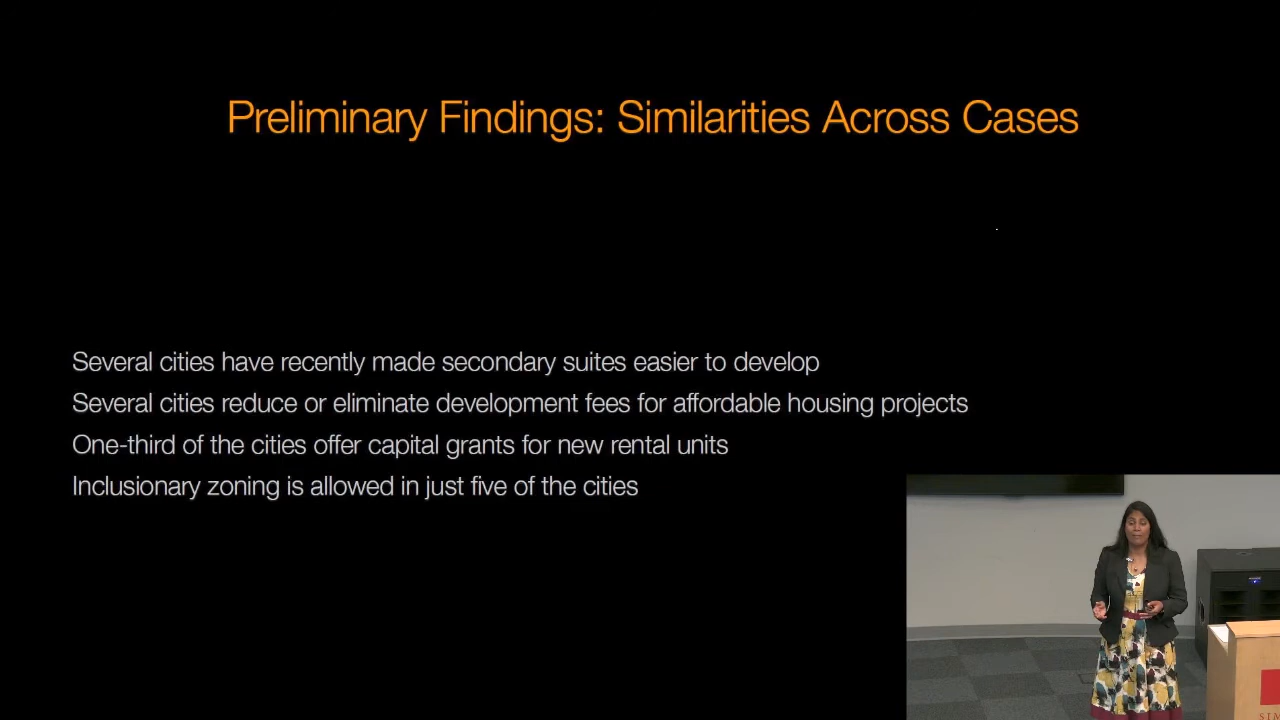 Preliminary Findings: Similarities Across Cases
Several cities have recently made secondary suites easier to develop
Several cities reduce or eliminate development fees for affordable housing projects
One-third of the cities offer capital grants for new rental units
Inclusionary zoning is allowed in just five of the cities